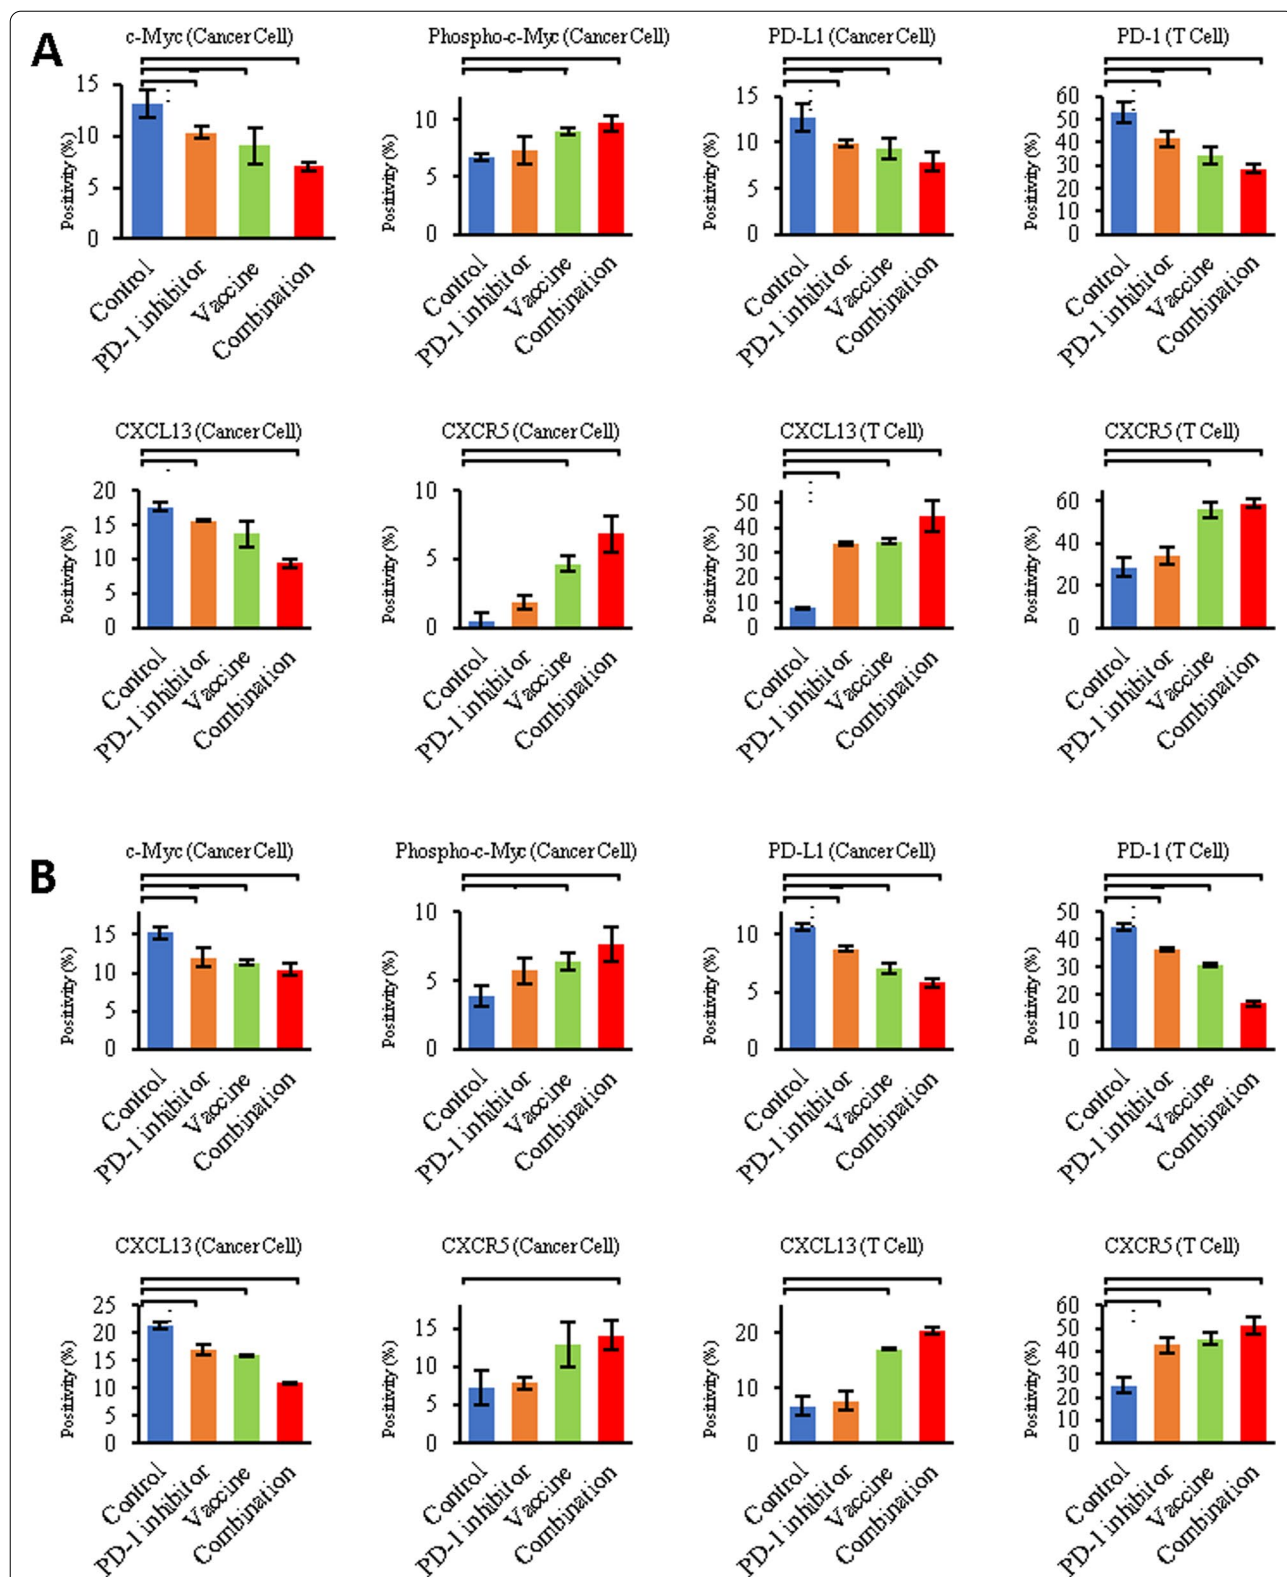 A
c-Myc (Cancer Cell) Phospho-c-Myc (Cancer Cell) PD-L1 (Cancer Cell) PD-1 (T Cell)
Positivity (%) 15 10 5 0
Control PD-1 inhibitor Vaccine Combination
Positivity (%) 10 5 0
Control PD-1 inhibitor Vaccine Combination
Positivity (%) 15 10 5 0
Control PD-1 inhibitor Vaccine Combination
Positivity (%) 60 50 40 30 20 10 0
Control PD-1 inhibitor Vaccine Combination
CXCL13 (Cancer Cell) CXCR5 (Cancer Cell) CXCL13 (T Cell) CXCR5 (T Cell)
Positivity (%) 20 15 10 5 0
Control PD-1 inhibitor Vaccine Combination
Positivity (%) 10 5 0
Control PD-1 inhibitor Vaccine Combination
Positivity (%) 50 40 30 20 10 0
Control PD-1 inhibitor Vaccine Combination
Positivity (%) 60 40 20 0
Control PD-1 inhibitor Vaccine Combination
B
c-Myc (Cancer Cell) Phospho-c-Myc (Cancer Cell) PD-L1 (Cancer Cell) PD-1 (T Cell)
Positivity (%) 15 10 5 0
Control PD-1 inhibitor Vaccine Combination
Positivity (%) 10 5 0
Control PD-1 inhibitor Vaccine Combination
Positivity (%) 10 5 0
Control PD-1 inhibitor Vaccine Combination
Positivity (%) 50 40 30 20 10 0
Control PD-1 inhibitor Vaccine Combination
CXCL13 (Cancer Cell) CXCR5 (Cancer Cell) CXCL13 (T Cell) CXCR5 (T Cell)
Positivity (%) 25 20 15 10 5 0
Control PD-1 inhibitor Vaccine Combination
Positivity (%) 15 10 5 0
Control PD-1 inhibitor Vaccine Combination
Positivity (%) 20 10 0
Control PD-1 inhibitor Vaccine Combination
Positivity (%) 60 50 40 30 20 10 0
Control PD-1 inhibitor Vaccine Combination